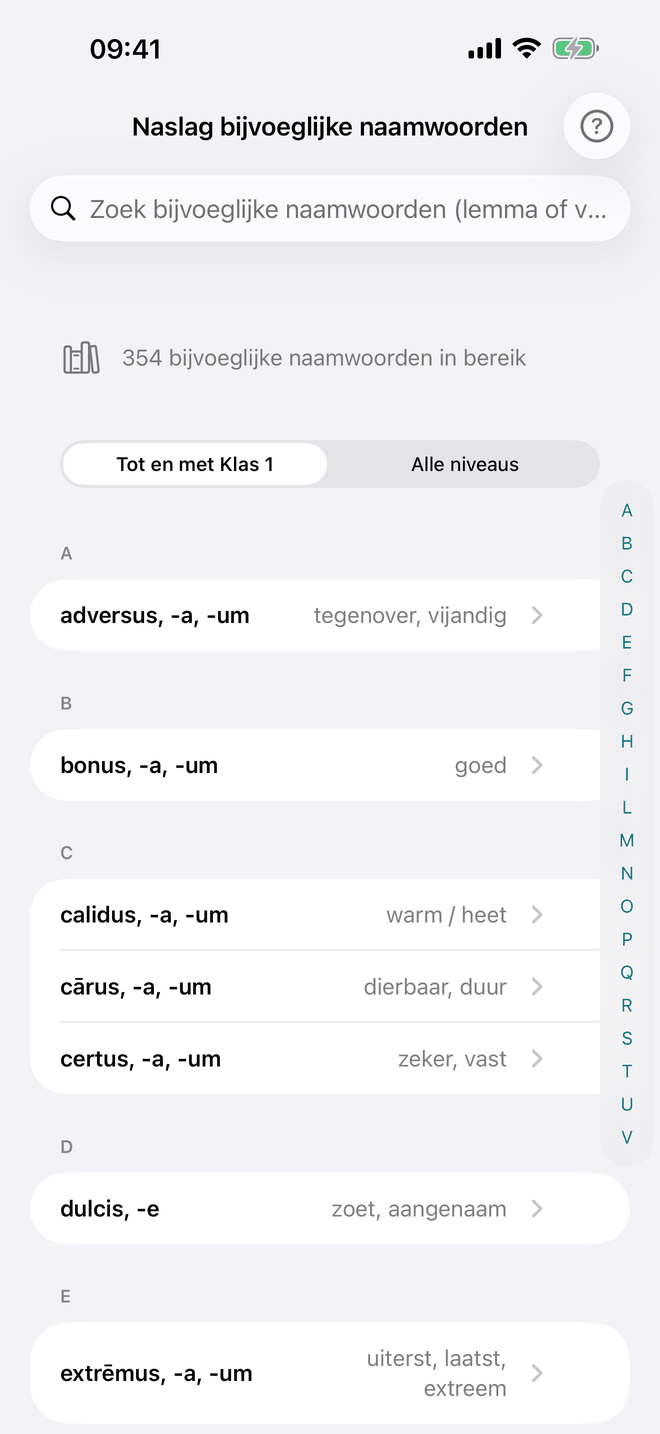 09:41
Naslag bijvoeglijke naamwoorden
?
Zoek bijvoeglijke naamwoorden (lemma of v...
354 bijvoeglijke naamwoorden in bereik
Tot en met Klas 1 Alle niveaus
A
adversus, -a, -um tegenover, vijandig
B
bonus, -a, -um goed
C
calidus, -a, -um warm / heet
cārus, -a, -um dierbaar, duur
certus, -a, -um zeker, vast
D
dulcis, -e zoet, aangenaam
E
extrēmus, -a, -um uiterst, laatst,
extreem
A
B
C
D
E
F
G
H
I
L
M
N
O
P
Q
R
S
T
U
V